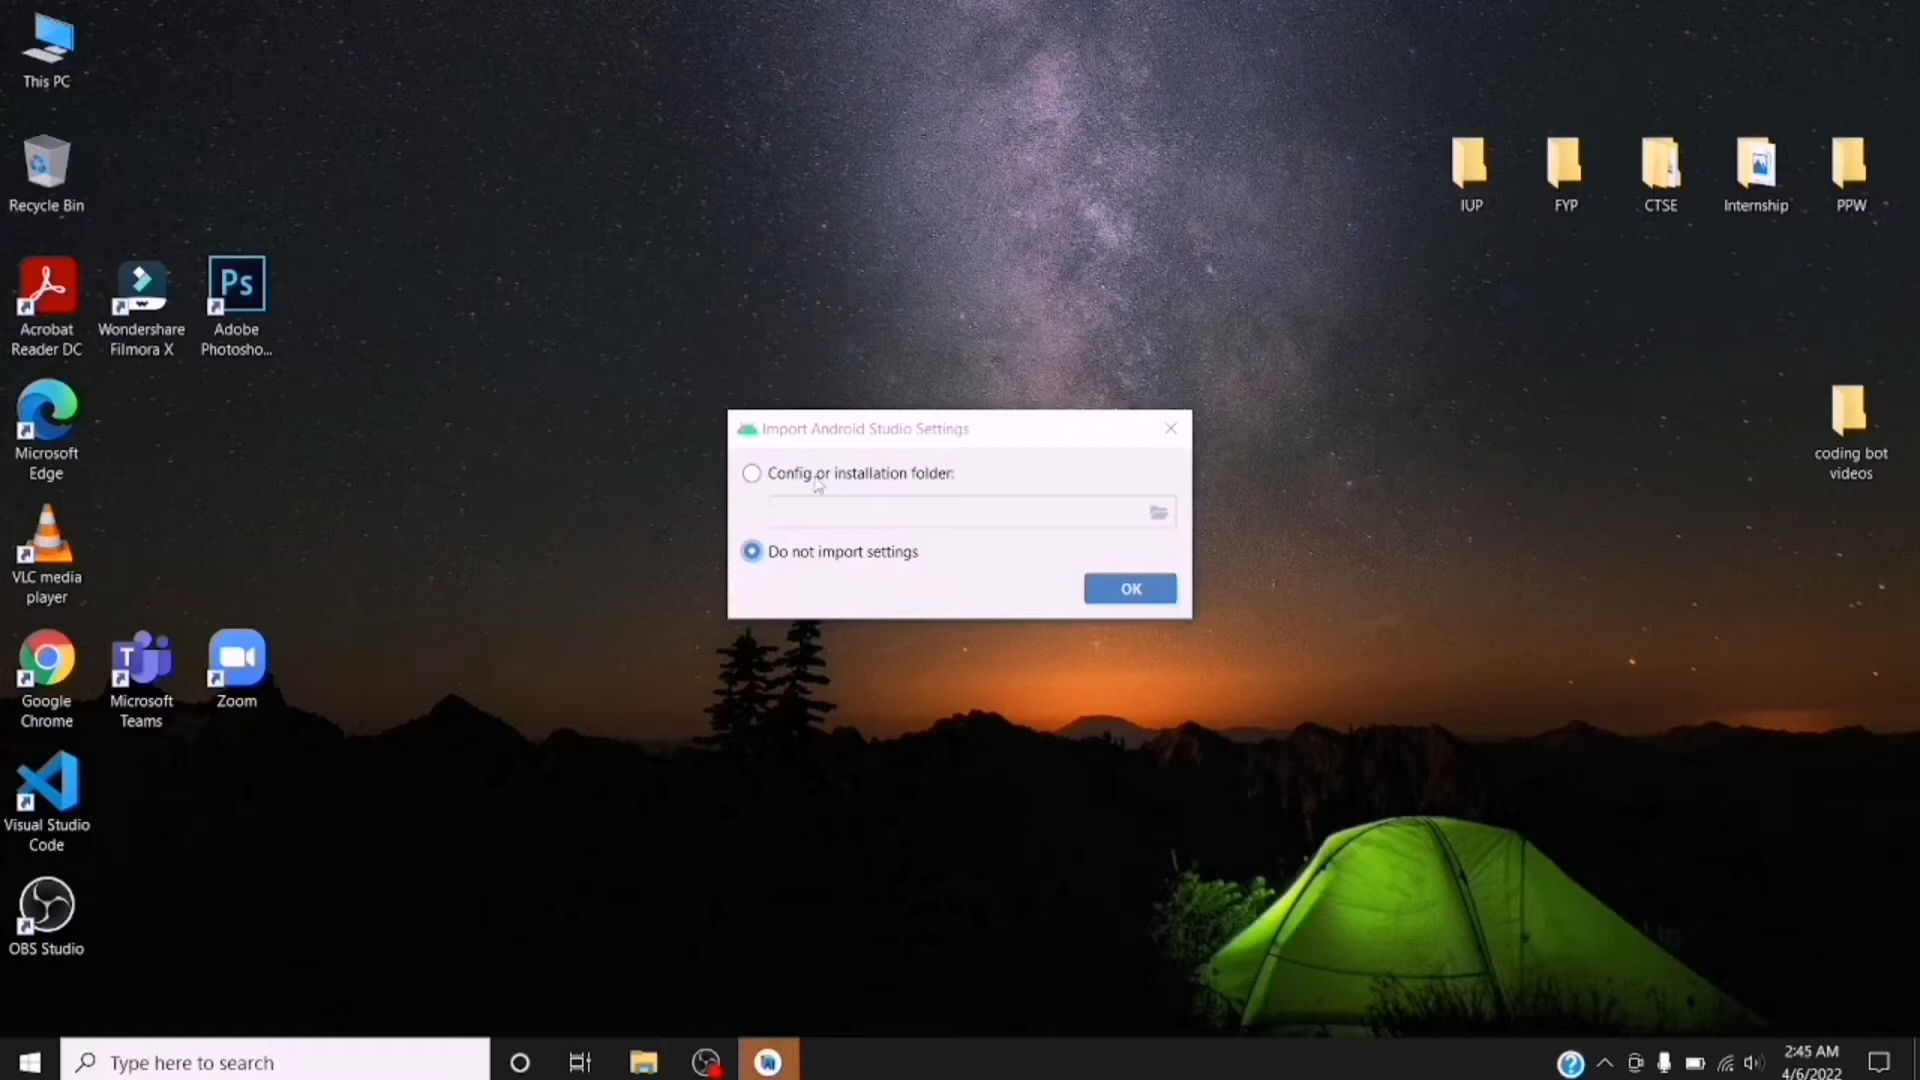 This PC
Recycle Bin
Acrobat
Reader DC
Wondershare
Filmora X
Ps
Adobe
Photosho...
Microsoft
Edge
VLC media
player
Google
Chrome
T
Microsoft
Teams
Zoom
Visual Studio
Code
OBS Studio
IUP
FYP
CTSE
Internship
PPW
coding bot
videos
Import Android Studio Settings
Config or installation folder:
Do not import settings
OK
Type here to search
2:45 AM
4/6/2022